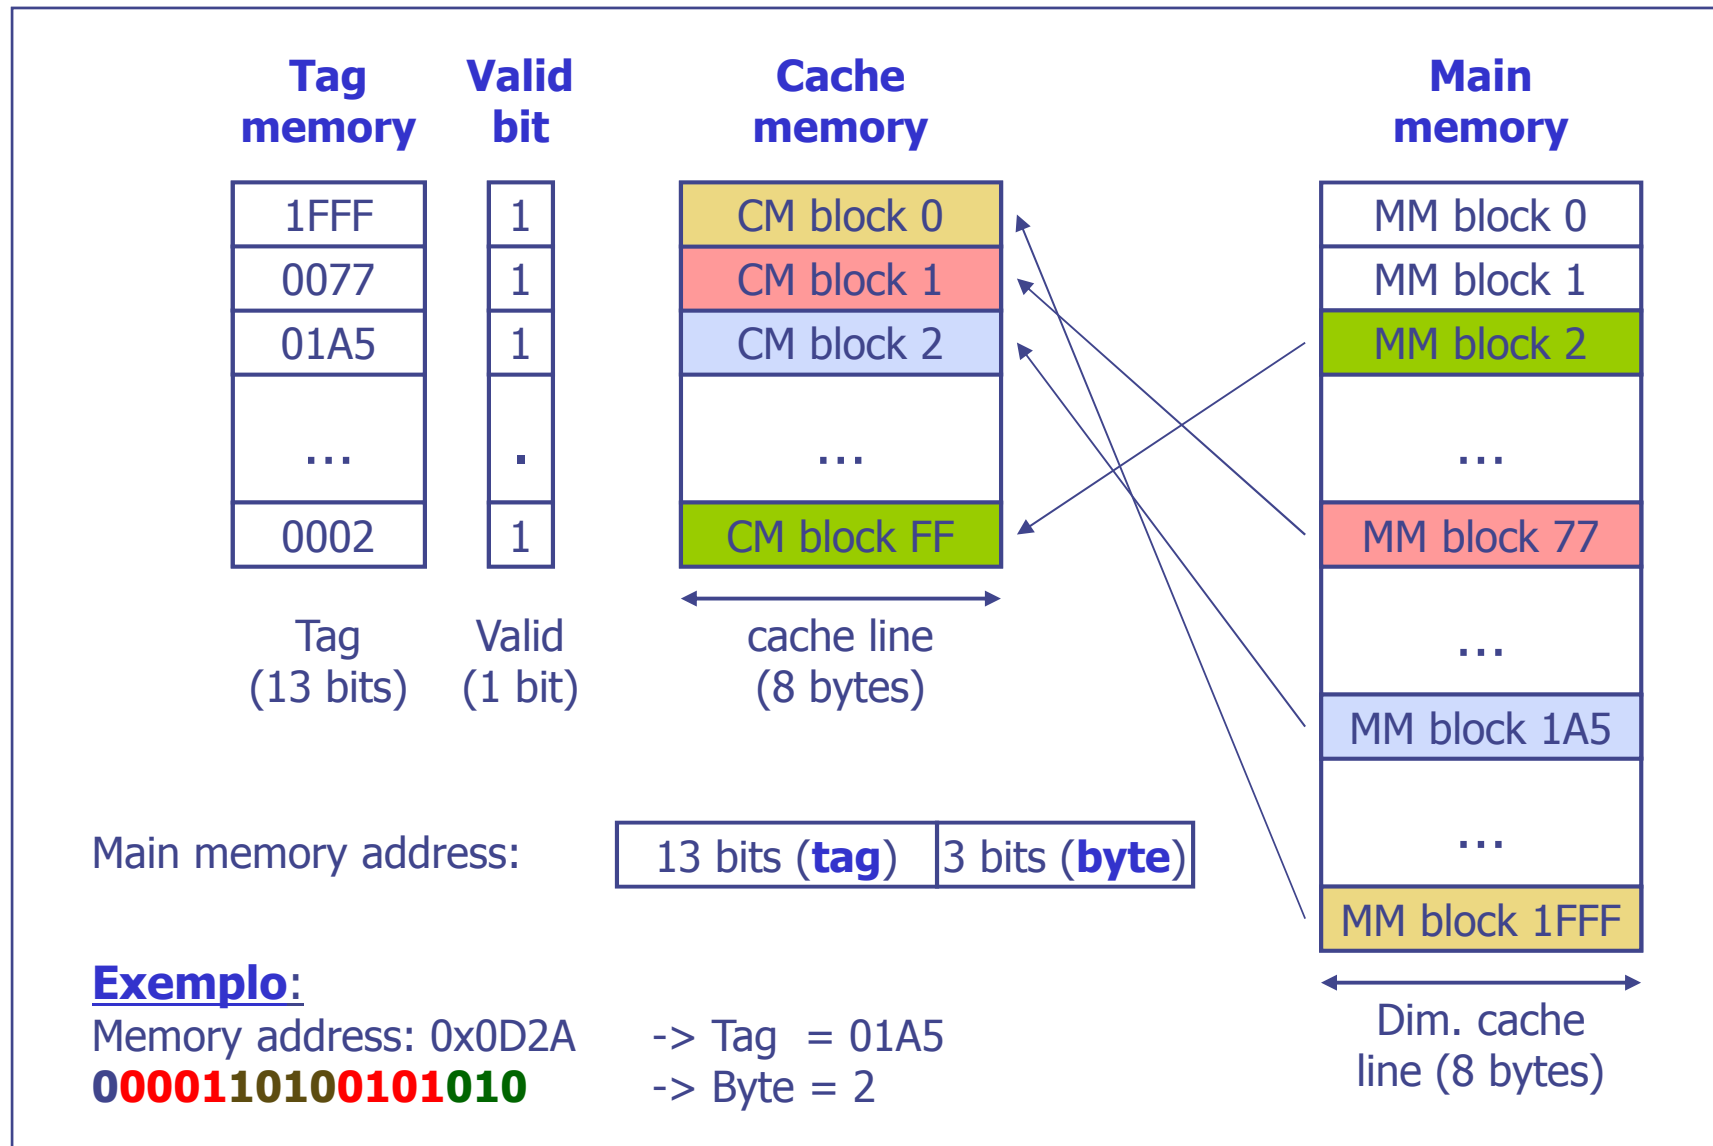 Tag memory
Valid bit
Cache memory
Main memory
1FFF
1
CM block 0
MM block 0
0077
1
CM block 1
MM block 1
01A5
1
CM block 2
MM block 2
...
.
...
...
0002
1
CM block FF
MM block 77
Tag
(13 bits)
Valid
(1 bit)
cache line
(8 bytes)
...
MM block 1A5
...
MM block 1FFF
Dim. cache
line (8 bytes)
Main memory address:
13 bits (tag)
3 bits (byte)
Exemplo:
Memory address: 0x0D2A -> Tag = 01A5
0000110100101010 -> Byte = 2